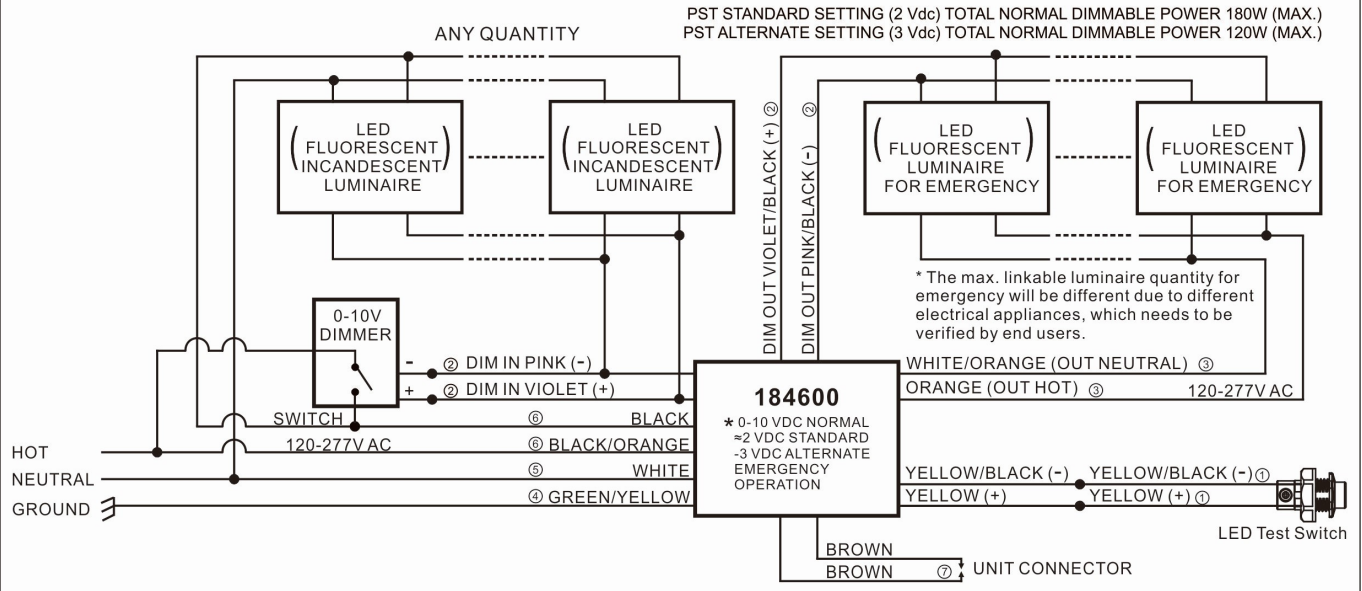 PST STANDARD SETTING (2 Vdc) TOTAL NORMAL DIMMABLE POWER 180W (MAX.)
PST ALTERNATE SETTING (3 Vdc) TOTAL NORMAL DIMMABLE POWER 120W (MAX.)
ANY QUANTITY
LED
FLUORESCENT
INCANDESCENT
LUMINAIRE
LED
FLUORESCENT
INCANDESCENT
LUMINAIRE
DIM OUT VIOLET/BLACK (+) ②
DIM OUT PINK/BLACK (-) ②
LED
FLUORESCENT
LUMINAIRE
FOR EMERGENCY
LED
FLUORESCENT
LUMINAIRE
FOR EMERGENCY
* The max. linkable luminaire quantity for
emergency will be different due to different
electrical appliances, which needs to be
verified by end users.
0-10V
DIMMER
- ② DIM IN PINK (-)
+ ② DIM IN VIOLET (+)
SWITCH ⑥ BLACK
HOT 120-277V AC ⑥ BLACK/ORANGE
NEUTRAL ⑤ WHITE
GROUND ④ GREEN/YELLOW
184600
* 0-10 VDC NORMAL
≈2 VDC STANDARD
-3 VDC ALTERNATE
EMERGENCY
OPERATION
WHITE/ORANGE (OUT NEUTRAL) ③
ORANGE (OUT HOT) ③ 120-277V AC
YELLOW/BLACK (-) YELLOW/BLACK (-) ①
YELLOW (+) YELLOW (+) ①
LED Test Switch
BROWN
BROWN ⑦ UNIT CONNECTOR